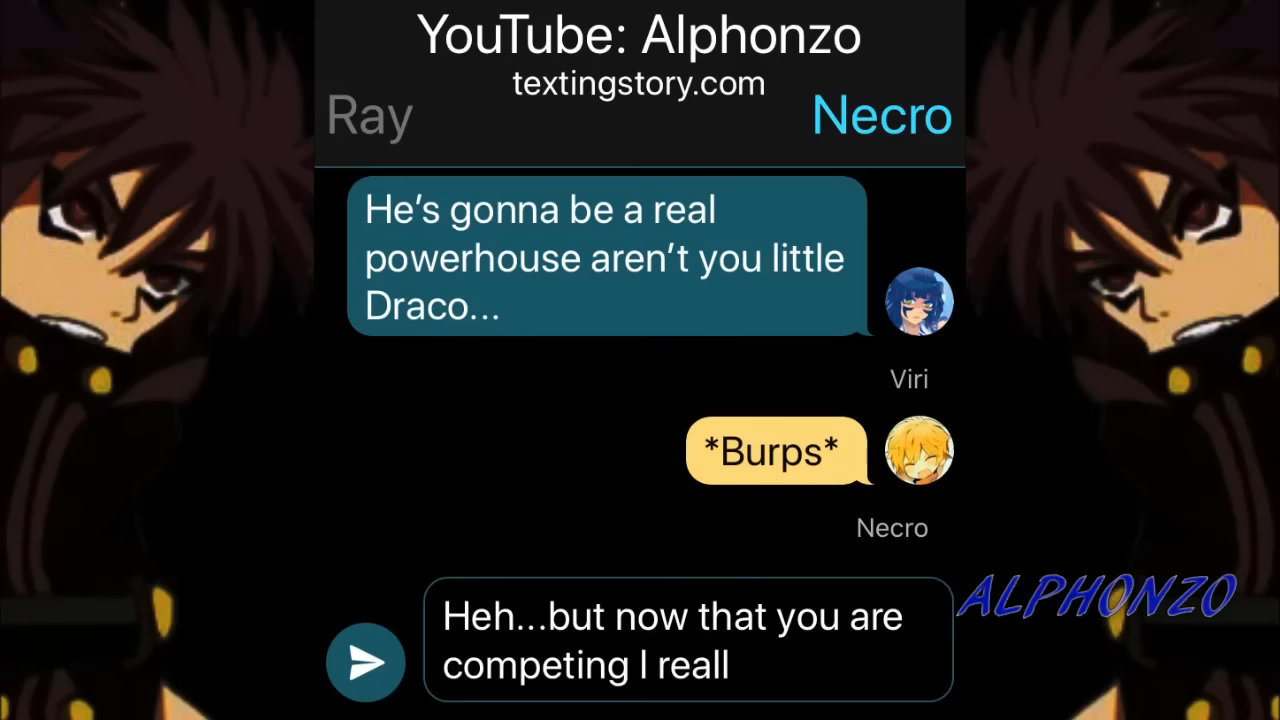 YouTube: Alphonzo
textingstory.com
Ray
Necro
He’s gonna be a real
powerhouse aren’t you little
Draco...
Viri
*Burps*
Necro
Heh...but now that you are
competing I reall
ALPHONZO